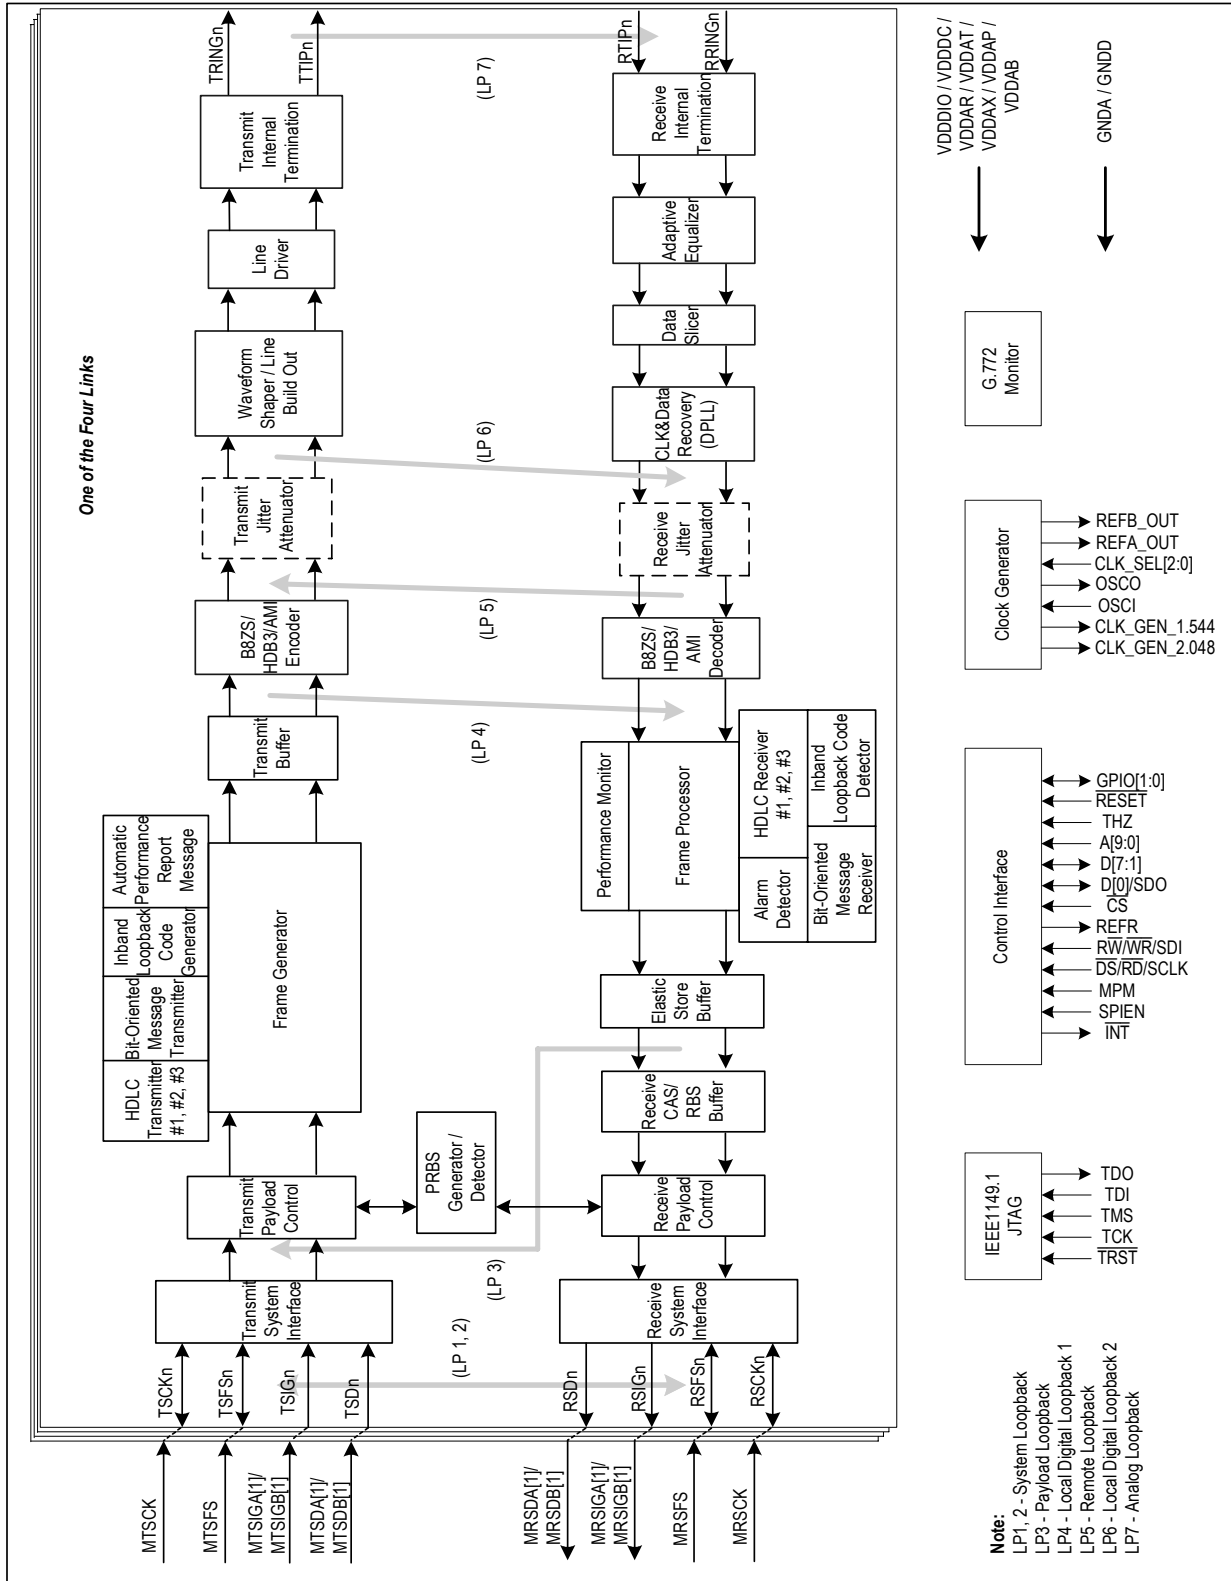 One of the Four Links
TRINGn
TTIPn
Transmit
Internal
Termination
Line
Driver
Waveform
Shaper / Line
Build Out
Transmit
Jitter
Attenuator
B8ZS/
HDB3/AMI
Encoder
Transmit
Buffer
Automatic
Performance
Report
Message
Inband
Loopback
Code
Generator
Bit-Oriented
Message
Transmitter
HDLC
Transmitter
#1, #2, #3
Frame Generator
Transmit
Payload
Control
Transmit
System
Interface
TSCKn
TSFSn
TSIGn
TSDn
MTSCK
MTSFS
MTSIGA[1]/
MTSIGB[1]
MTSDA[1]/
MTSDB[1]
(LP 7)
(LP 6)
(LP 5)
(LP 4)
(LP 3)
(LP 1, 2)
PRBS
Generator /
Detector
RTIPn
RRINGn
Receive
Internal
Termination
Adaptive
Equalizer
Data
Slicer
CLK&Data
Recovery
(DPLL)
Receive
Jitter
Attenuator
B8ZS/
HDB3/
AMI
Decoder
Performance Monitor
Frame Processor
HDLC Receiver
#1, #2, #3
Inband
Loopback Code
Detector
Alarm
Detector
Bit-Oriented
Message
Receiver
Elastic
Store
Buffer
Receive
CAS/
RBS
Buffer
Receive
Payload
Control
Receive
System
Interface
RSDn
RSIGn
RSFSn
RSCKn
MRSDA[1]/
MRSDB[1]
MRSIGA[1]/
MRSIGB[1]
MRSFS
MRSCK
VDDDIO / VDDDC /
VDDAR / VDDAT /
VDDAX / VDDAP /
VDDAB
GNDA / GNDD
G.772
Monitor
Clock Generator
REFB_OUT
REFA_OUT
CLK_SEL[2:0]
OSCO
OSCI
CLK_GEN_1.544
CLK_GEN_2.048
Control Interface
GPIO[1:0]
RESET
THZ
A[9:0]
D[7:1]
D[0]/SDO
CS
REFR
RW/WR/SDI
DS/RD/SCLK
MPM
SPIEN
INT
IEEE1149.1
JTAG
TDO
TDI
TMS
TCK
TRST
Note:
LP1, 2 - System Loopback
LP3 - Payload Loopback
LP4 - Local Digital Loopback 1
LP5 - Remote Loopback
LP6 - Local Digital Loopback 2
LP7 - Analog Loopback